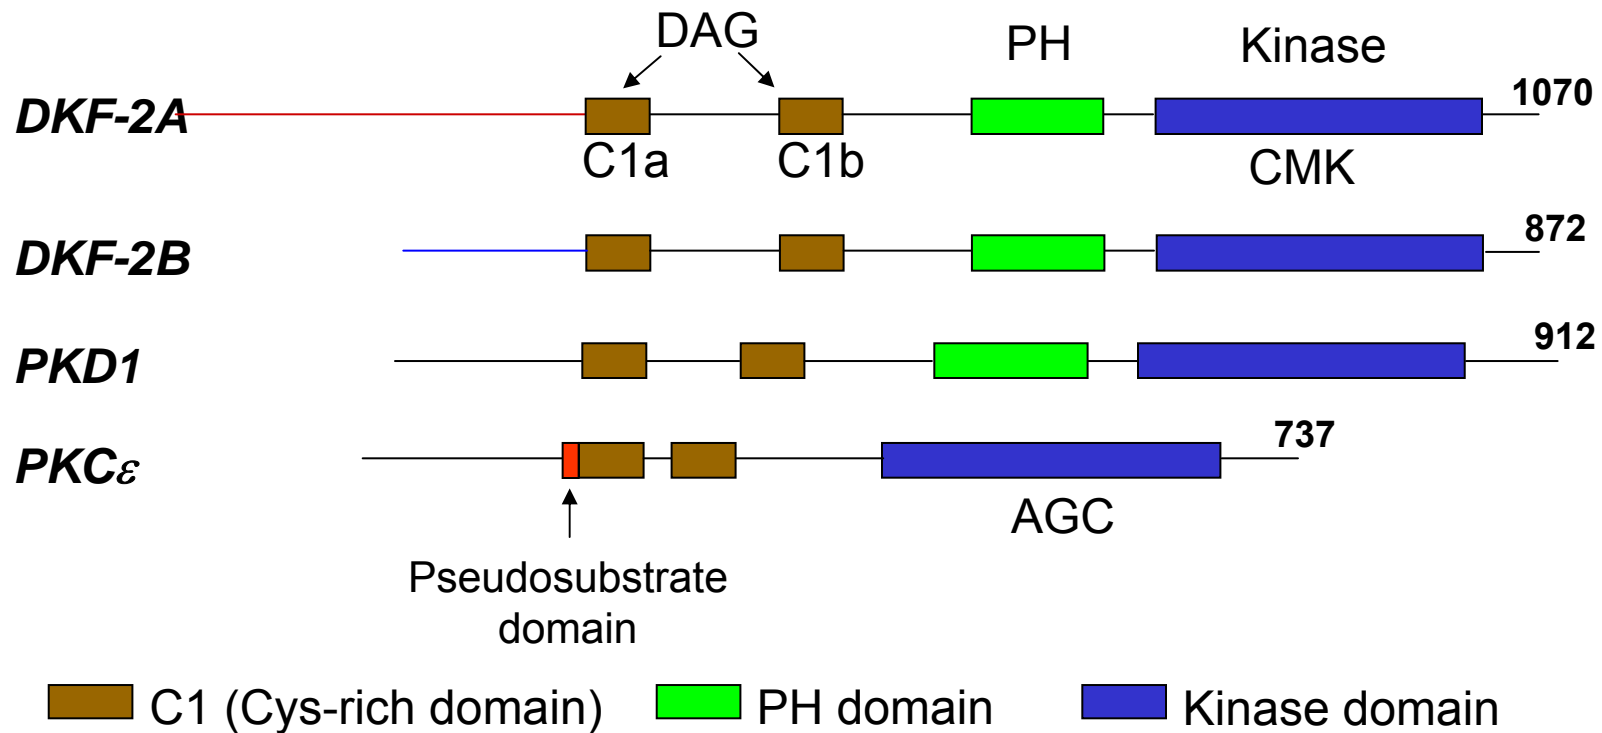 DAG
PH
Kinase
DKF-2A
1070
C1a
C1b
CMK
DKF-2B
872
PKD1
912
PKCε
737
AGC
Pseudosubstrate
domain
C1 (Cys-rich domain)
PH domain
Kinase domain